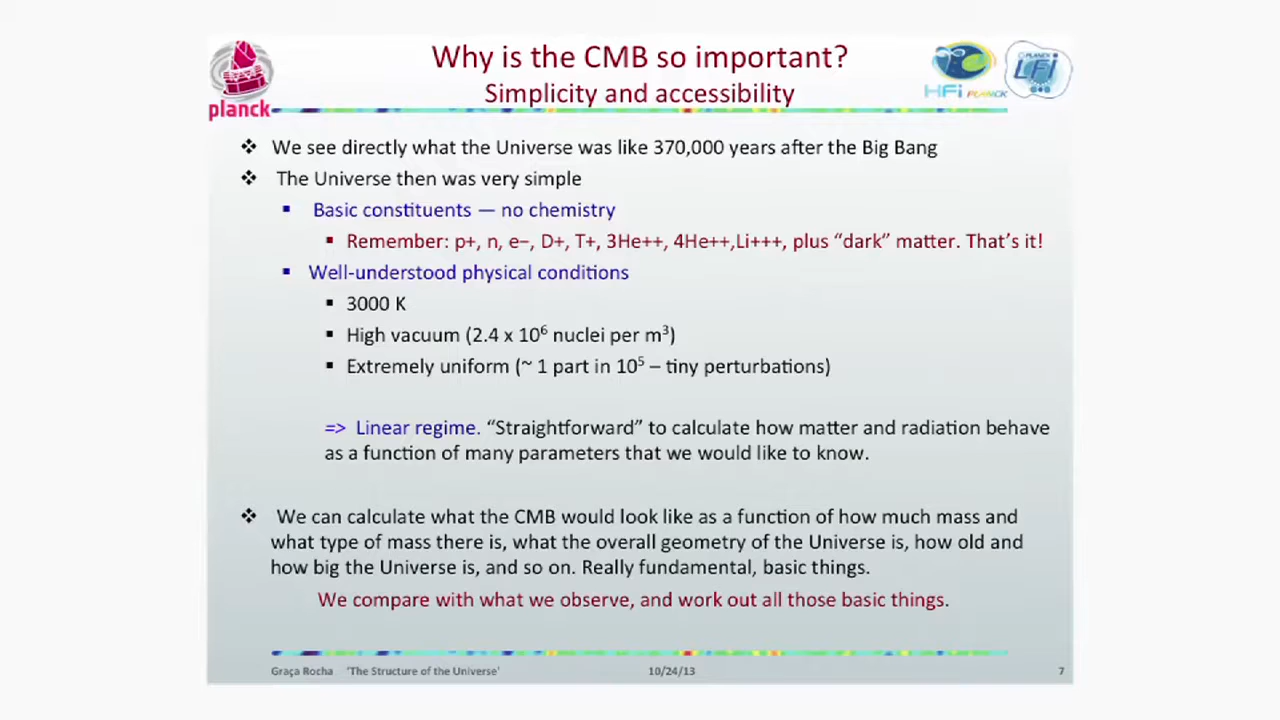 Why is the CMB so important?
Simplicity and accessibility
planck
HFi PLANCK
PLANCK
LFi
❖ We see directly what the Universe was like 370,000 years after the Big Bang
❖ The Universe then was very simple
▪ Basic constituents — no chemistry
▪ Remember: p+, n, e−, D+, T+, 3He++, 4He++,Li+++, plus “dark” matter. That’s it!
▪ Well-understood physical conditions
▪ 3000 K
▪ High vacuum (2.4 x 10⁶ nuclei per m³)
▪ Extremely uniform (~ 1 part in 10⁵ – tiny perturbations)
=> Linear regime. “Straightforward” to calculate how matter and radiation behave
as a function of many parameters that we would like to know.
❖ We can calculate what the CMB would look like as a function of how much mass and
what type of mass there is, what the overall geometry of the Universe is, how old and
how big the Universe is, and so on. Really fundamental, basic things.
We compare with what we observe, and work out all those basic things.
Graça Rocha ‘The Structure of the Universe’ 10/24/13 7